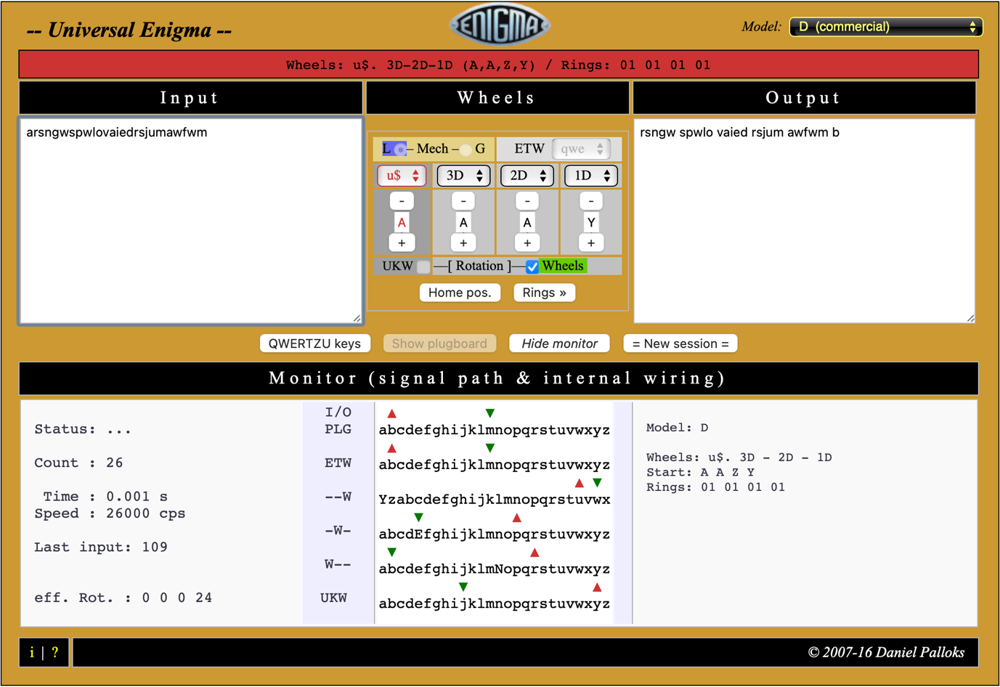 -- Universal Enigma --
ENIGMA
Model: D (commercial)
Wheels: u$. 3D-2D-1D (A,A,Z,Y) / Rings: 01 01 01 01
Input
Wheels
Output
arsngwspwlovaiedrsjumawfwm
rsngw spwlo vaied rsjum awfwm b
L – Mech – G ETW qwe
u$ 3D 2D 1D
- - - -
A A A Y
+ + + +
UKW —[ Rotation ]— Wheels
Home pos. Rings »
QWERTZU keys Show plugboard Hide monitor = New session =
Monitor (signal path & internal wiring)
Status: ...
Count : 26
Time : 0.001 s
Speed : 26000 cps
Last input: 109
eff. Rot. : 0 0 0 24
I/O
PLG abcdefghijklmnopqrstuvwxyz
ETW abcdefghijklmnopqrstuvwxyz
--W Yzabcdefghijklmnopqrstuvwx
-W- abcdEfghijklmnopqrstuvwxyz
W-- abcdefghijklmNopqrstuvwxyz
UKW abcdefghijklmnopqrstuvwxyz
Model: D
Wheels: u$. 3D - 2D - 1D
Start: A A Z Y
Rings: 01 01 01 01
i | ?
© 2007-16 Daniel Palloks